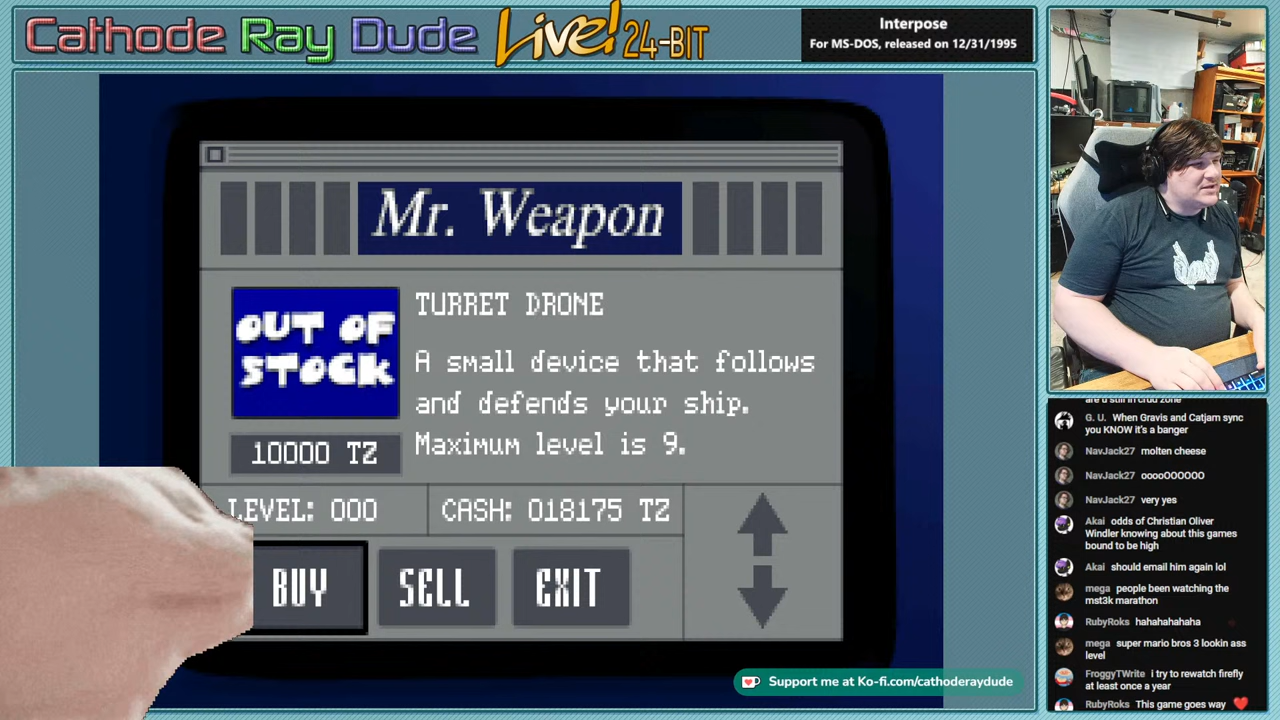 Cathode Ray Dude Live! 24-BIT
Interpose
For MS-DOS, released on 12/31/1995
Mr. Weapon
OUT OF
STOCK
TURRET DRONE
A small device that follows
and defends your ship.
Maximum level is 9.
10000 TZ
LEVEL: 000
CASH: 018175 TZ
BUY
SELL
EXIT
Support me at Ko-fi.com/cathoderaydude
are u still in crud zone
G. U. When Gravis and Catjam sync
you KNOW it's a banger
NavJack27 molten cheese
NavJack27 ooooOOOOOO
NavJack27 very yes
Akai odds of Christian Oliver
Windler knowing about this games
bound to be high
Akai should email him again lol
mega people been watching the
mst3k marathon
RubyRoks hahahahahaha
mega super mario bros 3 lookin ass
level
FroggyTWrite i try to rewatch firefly
at least once a year
RubyRoks This game goes way